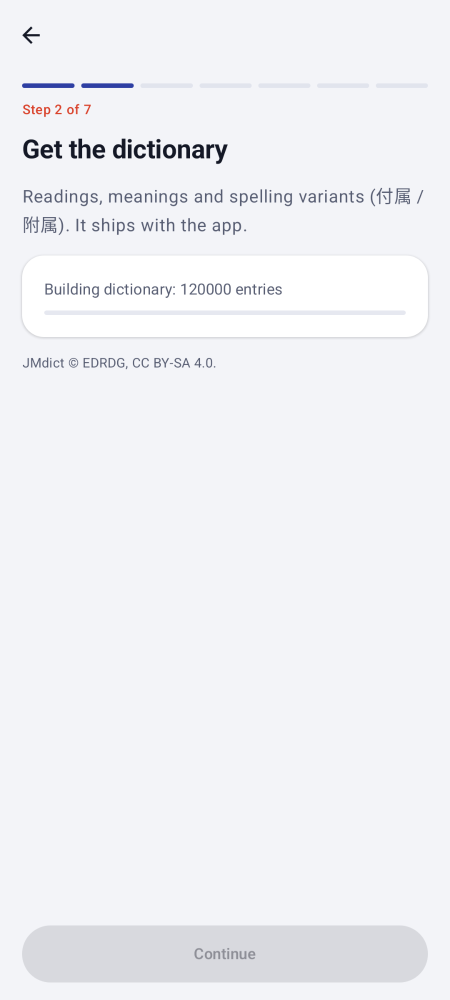 Step 2 of 7
Get the dictionary
Readings, meanings and spelling variants (付属 /
附属). It ships with the app.
Building dictionary: 120000 entries
JMdict © EDRDG, CC BY-SA 4.0.
Continue